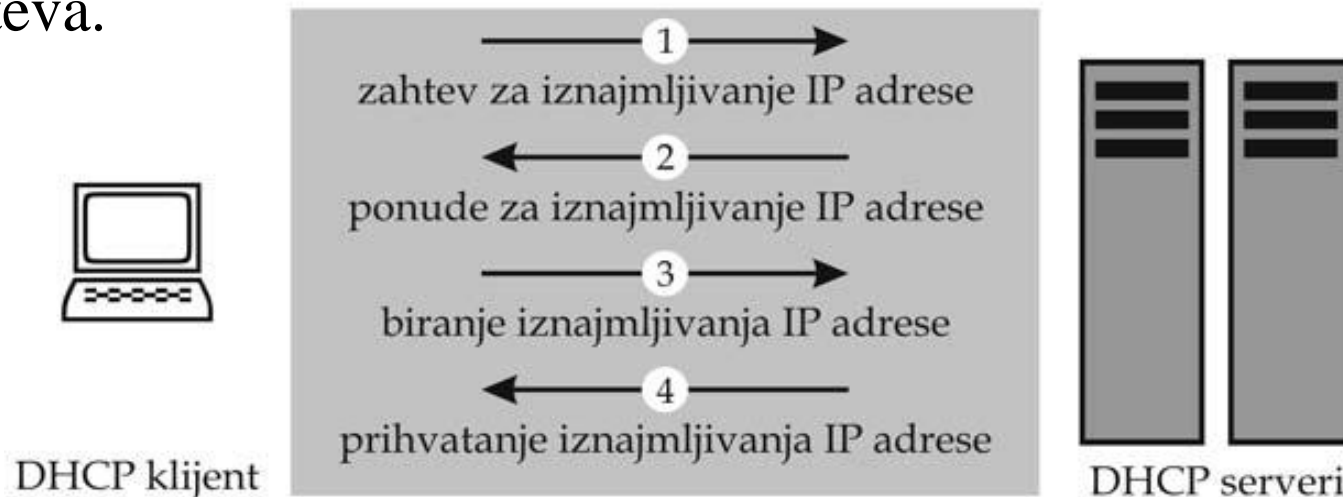 1
zahtev za iznajmljivanje IP adrese
2
ponude za iznajmljivanje IP adrese
3
biranje iznajmljivanja IP adrese
4
prihvatanje iznajmljivanja IP adrese
DHCP klijent
DHCP serveri